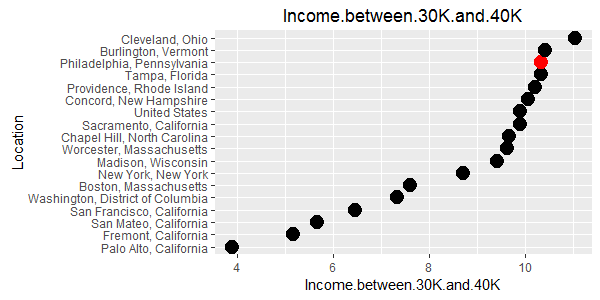 Income.between.30K.and.40K
Cleveland, Ohio
Burlington, Vermont
Philadelphia, Pennsylvania
Tampa, Florida
Providence, Rhode Island
Concord, New Hampshire
United States
Sacramento, California
Chapel Hill, North Carolina
Worcester, Massachusetts
Madison, Wisconsin
New York, New York
Boston, Massachusetts
Washington, District of Columbia
San Francisco, California
San Mateo, California
Fremont, California
Palo Alto, California
Location
4 6 8 10
Income.between.30K.and.40K